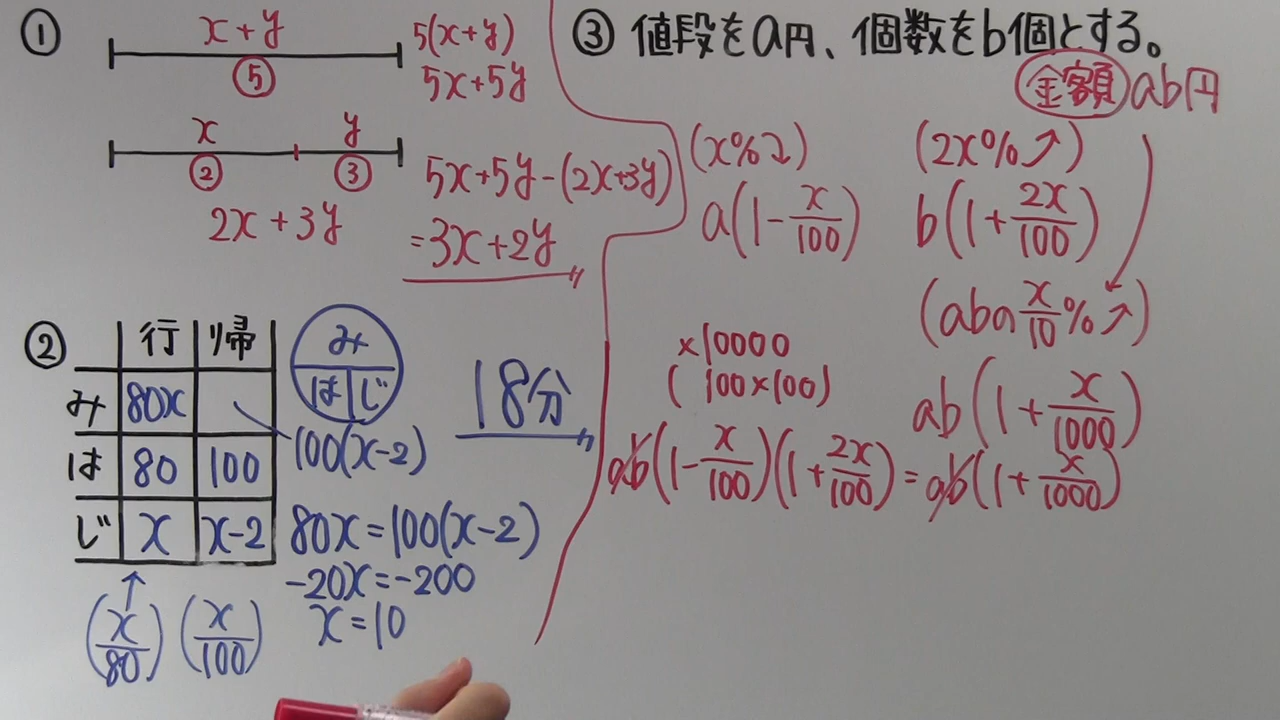 ①
x+y
⑤
5(x+y)
5x+5y
x y
② ③
2x+3y
5x+5y-(2x+3y)
=3x+2y
②
行 帰
み 80x
は 80 100
じ x x-2
み
は じ
100(x-2)
18分
80x=100(x-2)
-20x=-200
x=10
(x/80) (x/100)
③ 値段をa円、個数をb個とする。
金額 ab円
(x%↓) (2x%↗)
a(1-x/100) b(1+2x/100)
(abのx/10%↗)
ab(1+x/1000)
×10000
(100×100)
ab(1-x/100)(1+2x/100)=ab(1+x/1000)